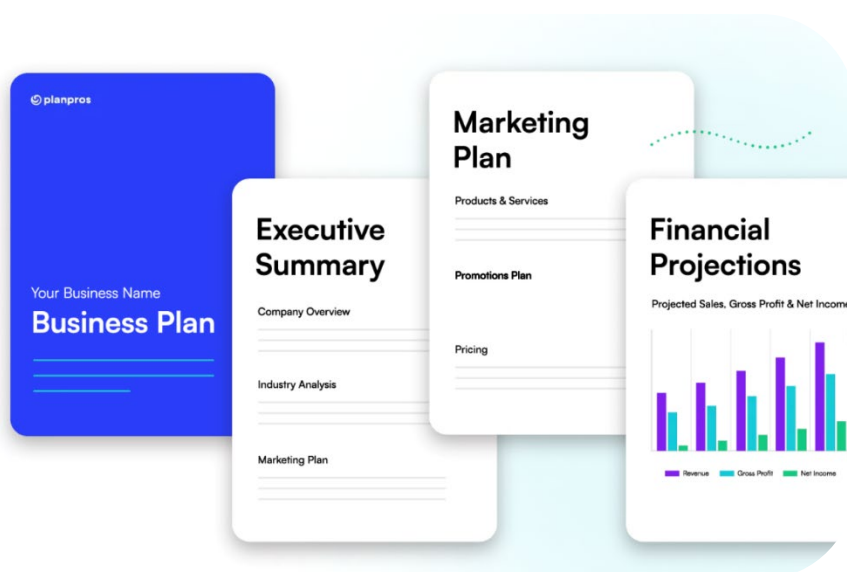 planpros
Your Business Name
Business Plan
Executive
Summary
Company Overview
Industry Analysis
Marketing Plan
Marketing
Plan
Products & Services
Promotions Plan
Pricing
Financial
Projections
Projected Sales, Gross Profit & Net Income
Revenue
Gross Profit
Net Income